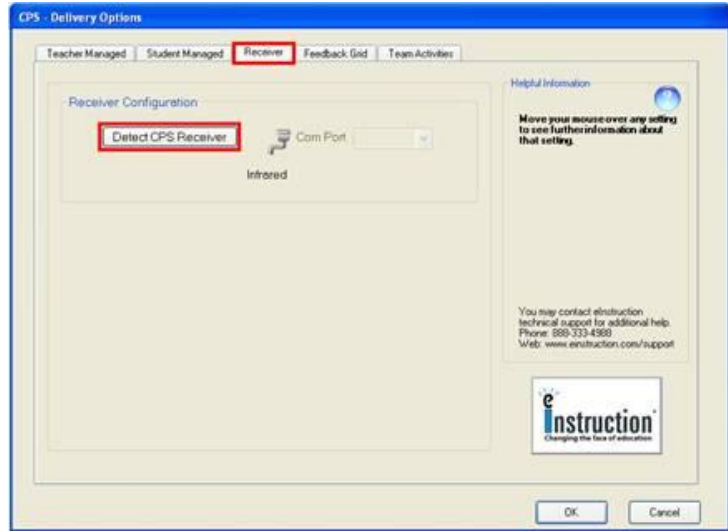 CPS - Delivery Options
Teacher Managed Student Managed Receiver Feedback Grid Team Activities
Receiver Configuration
Detect CPS Receiver
Com Port
Infrared
Helpful Information
?
Move your mouse over any setting
to see further information about
that setting.
You may contact eInstruction
technical support for additional help.
Phone: 888-333-4988
Web: www.einstruction.com/support
eInstruction
Changing the face of education
OK Cancel